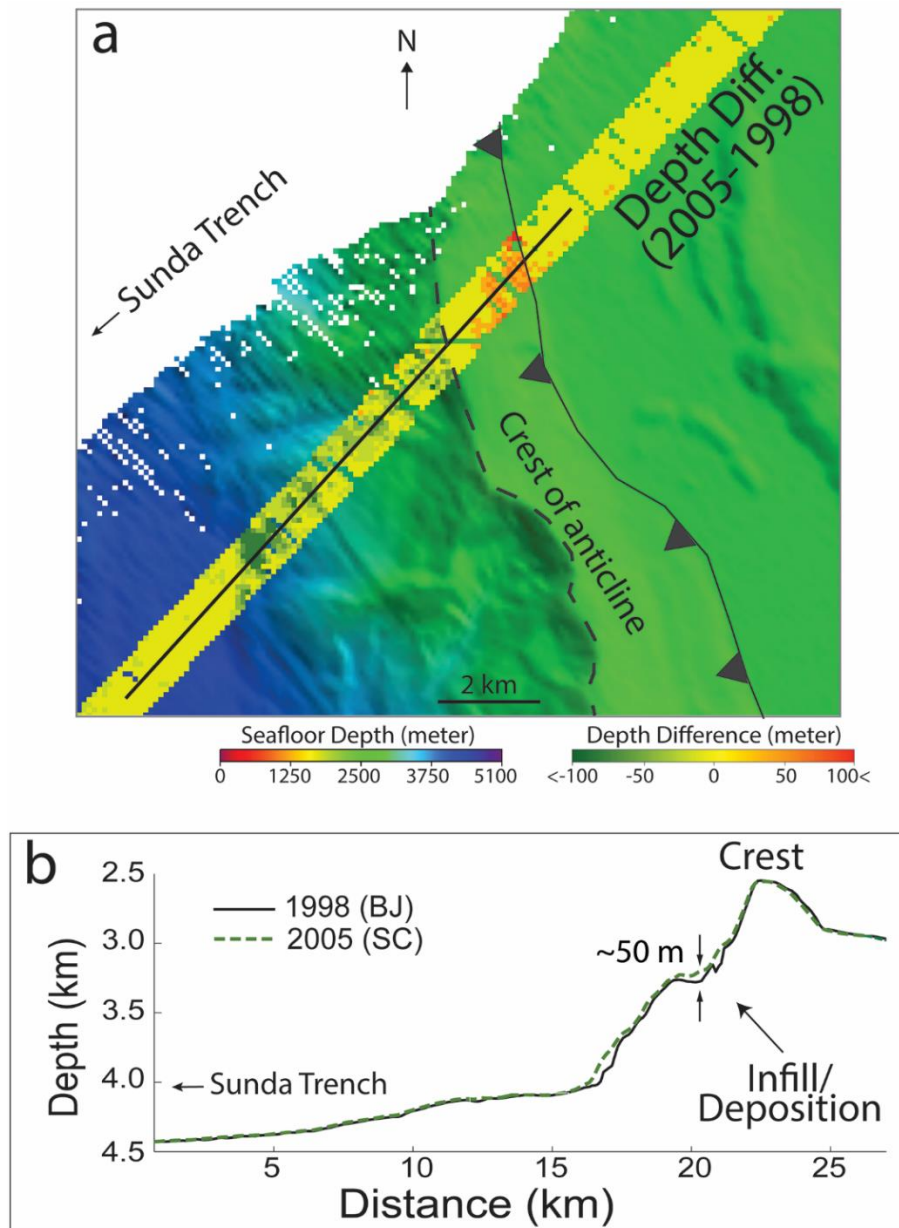 a
N
Sunda Trench
Depth Diff.
(2005-1998)
Crest of anticline
2 km
Seafloor Depth (meter)
0 1250 2500 3750 5100
Depth Difference (meter)
<-100 -50 0 50 100<
b
Crest
2.5
1998 (BJ)
2005 (SC)
3.0
~50 m
3.5
Depth (km)
4.0
Sunda Trench
Infill/
Deposition
4.5
5 10 15 20 25
Distance (km)